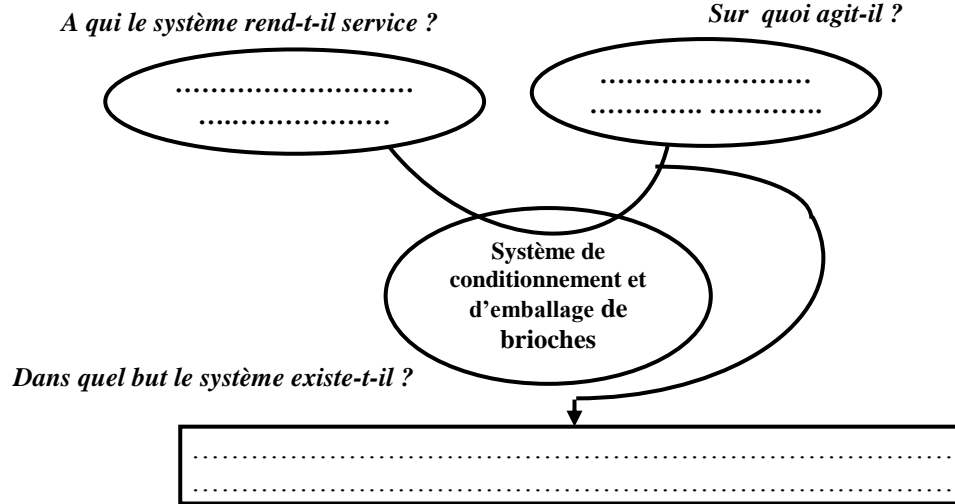 A qui le système rend-t-il service ?
Sur quoi agit-il ?
................................
..........................
............................
................. ..............
Système de
conditionnement et
d'emballage de
brioches
Dans quel but le système existe-t-il ?
................................................................................
................................................................................